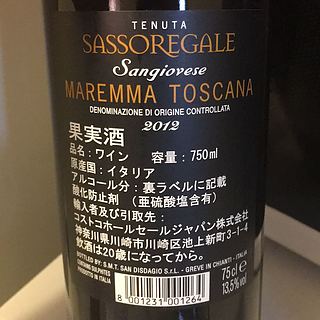 TENUTA
SASSOREGALE
Sangiovese
MAREMMA TOSCANA
DENOMINAZIONE DI ORIGINE CONTROLLATA
2012
果実酒
品名：ワイン　容量：750ml
原産国：イタリア
アルコール分：裏ラベルに記載
酸化防止剤（亜硫酸塩含有）
輸入者及び引取先：
コストコホールセールジャパン株式会社
神奈川県川崎市川崎区池上新町3-1-4
飲酒は20歳になってから。
BOTTLED BY: S.M.T. SAN DISDAGIO S.r.L. - GREVE IN CHIANTI - ITALIA
CONTAINS SULPHITES
PRODUCT IN ITALIA
75 cl e
13,5% vol
8 001231 001264